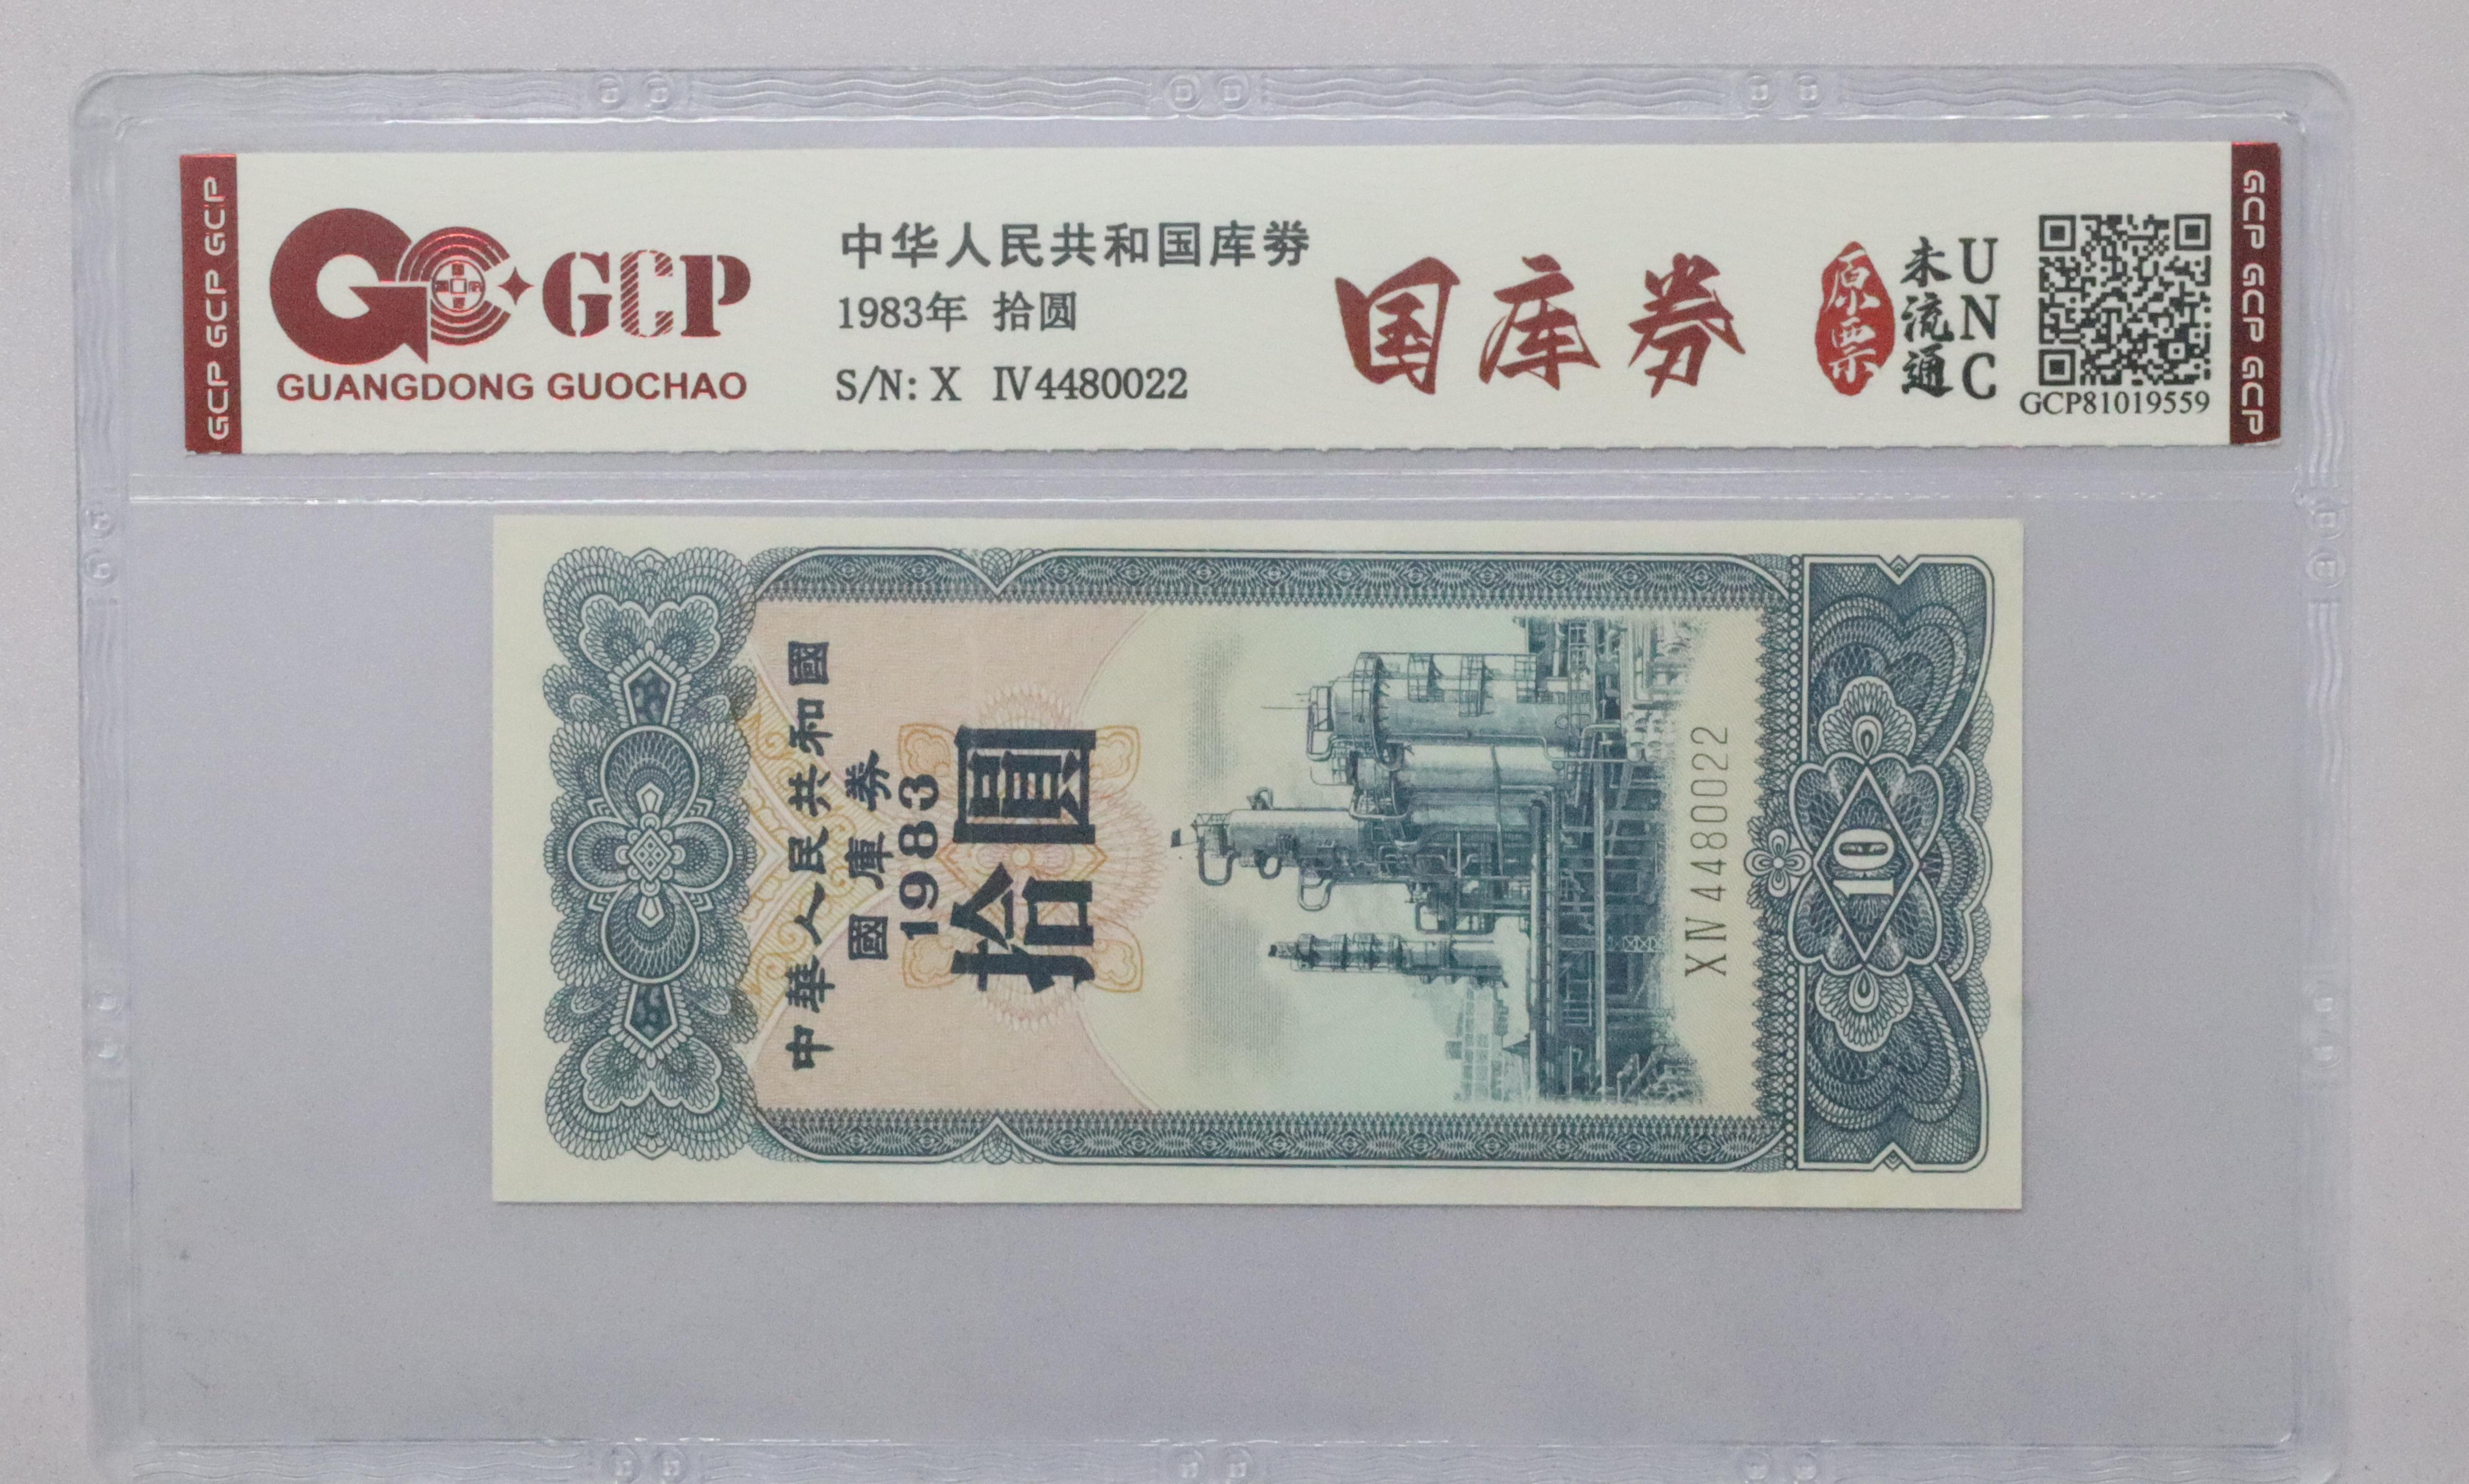 GCP GCP GCP
GCP
GUANGDONG GUOCHAO
中华人民共和国库券
1983年 拾圆
S/N: X IV4480022
国库券
原票
未流通
UNC
GCP81019559
GCP GCP GCP
中華人民共和國
國庫券
1983
拾圓
XIV4480022
10